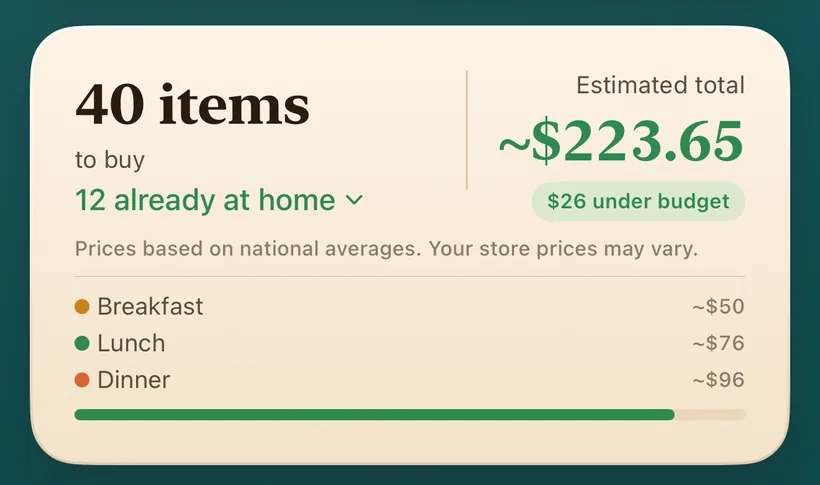 40 items
to buy
12 already at home
Estimated total
~$223.65
$26 under budget
Prices based on national averages. Your store prices may vary.
Breakfast ~$50
Lunch ~$76
Dinner ~$96